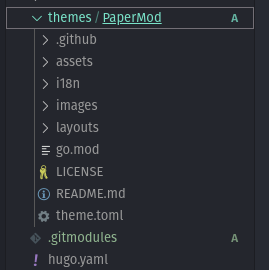 themes / PaperMod A
.github
assets
i18n
images
layouts
go.mod
LICENSE
README.md
theme.toml
.gitmodules A
hugo.yaml